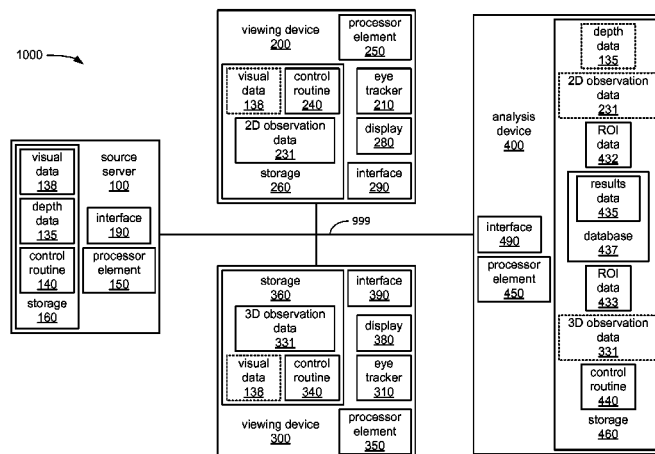 1000
source
server
100
visual
data
138
depth
data
135
control
routine
140
storage
160
interface
190
processor
element
150
viewing device
200
processor
element
250
visual
data
138
control
routine
240
2D observation
data
231
storage
260
eye
tracker
210
display
280
interface
290
999
storage
360
3D observation
data
331
visual
data
138
control
routine
340
interface
390
display
380
eye
tracker
310
viewing device
300
processor
element
350
analysis
device
400
interface
490
processor
element
450
depth
data
135
2D observation
data
231
ROI
data
432
results
data
435
database
437
ROI
data
433
3D observation
data
331
control
routine
440
storage
460